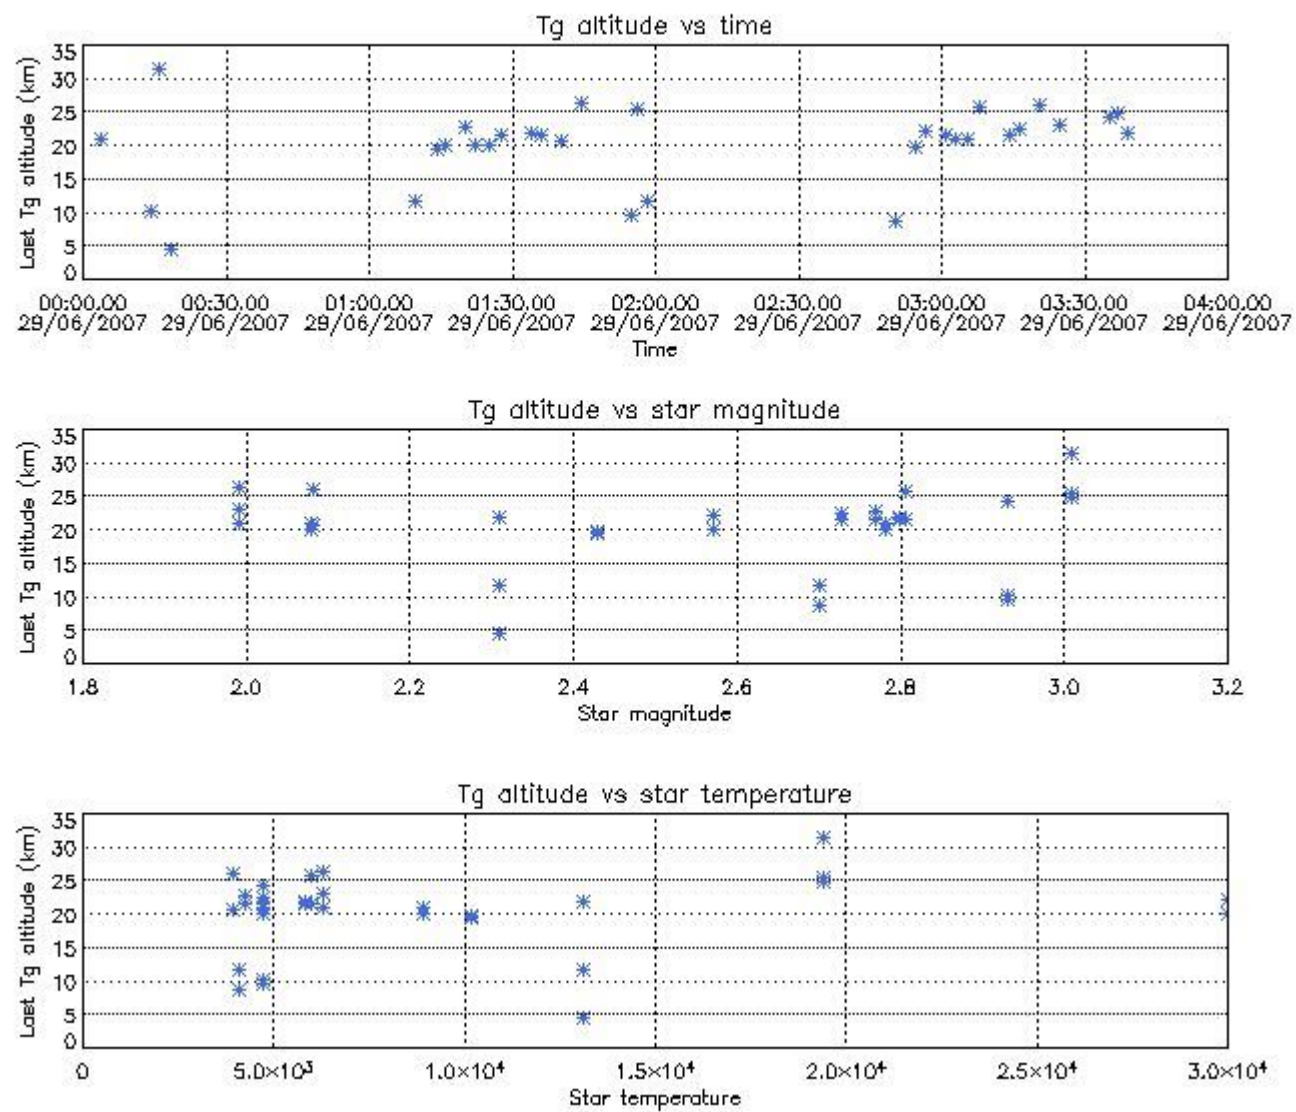 Tg altitude vs time
Last Tg altitude (km)
35
30
25
20
15
10
5
0
00:00.00 00:30.00 01:00.00 01:30.00 02:00.00 02:30.00 03:00.00 03:30.00 04:00.00
29/06/2007 29/06/2007 29/06/2007 29/06/2007 29/06/2007 29/06/2007 29/06/2007 29/06/2007 29/06/2007
Time
Tg altitude vs star magnitude
Last Tg altitude (km)
35
30
25
20
15
10
5
0
1.8 2.0 2.2 2.4 2.6 2.8 3.0 3.2
Star magnitude
Tg altitude vs star temperature
Last Tg altitude (km)
35
30
25
20
15
10
5
0
0 5.0×10³ 1.0×10⁴ 1.5×10⁴ 2.0×10⁴ 2.5×10⁴ 3.0×10⁴
Star temperature